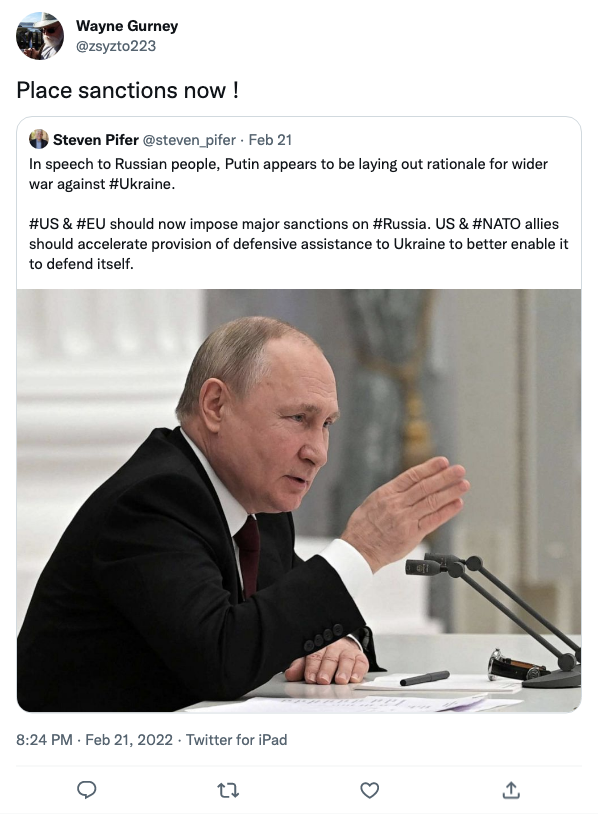 Wayne Gurney
@zsyzto223
Place sanctions now !
Steven Pifer @steven_pifer · Feb 21
In speech to Russian people, Putin appears to be laying out rationale for wider
war against #Ukraine.
#US & #EU should now impose major sanctions on #Russia. US & #NATO allies
should accelerate provision of defensive assistance to Ukraine to better enable it
to defend itself.
8:24 PM · Feb 21, 2022 · Twitter for iPad